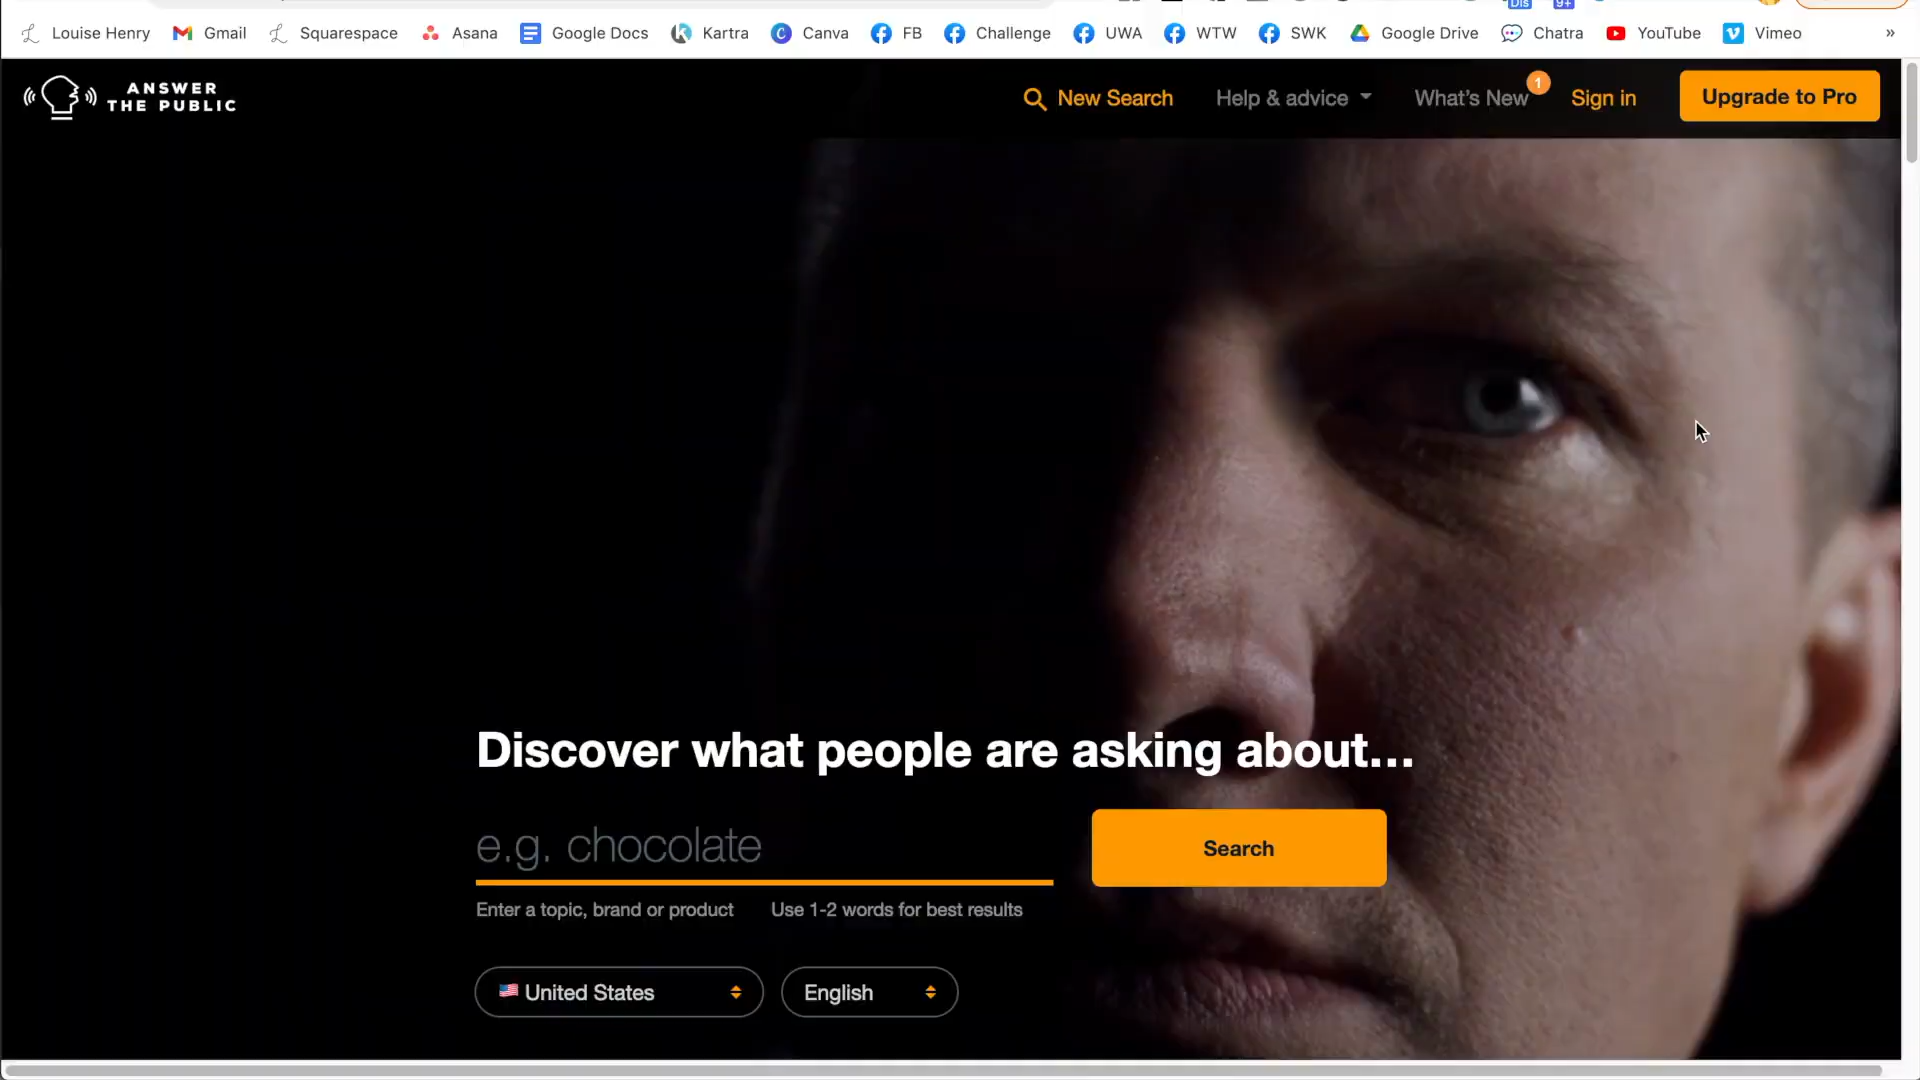 Louise Henry Gmail Squarespace Asana Google Docs Kartra Canva FB Challenge UWA WTW SWK Google Drive Chatra YouTube Vimeo »
ANSWER
THE PUBLIC
New Search Help & advice What's New 1 Sign in Upgrade to Pro
Discover what people are asking about...
e.g. chocolate
Search
Enter a topic, brand or product Use 1-2 words for best results
United States English